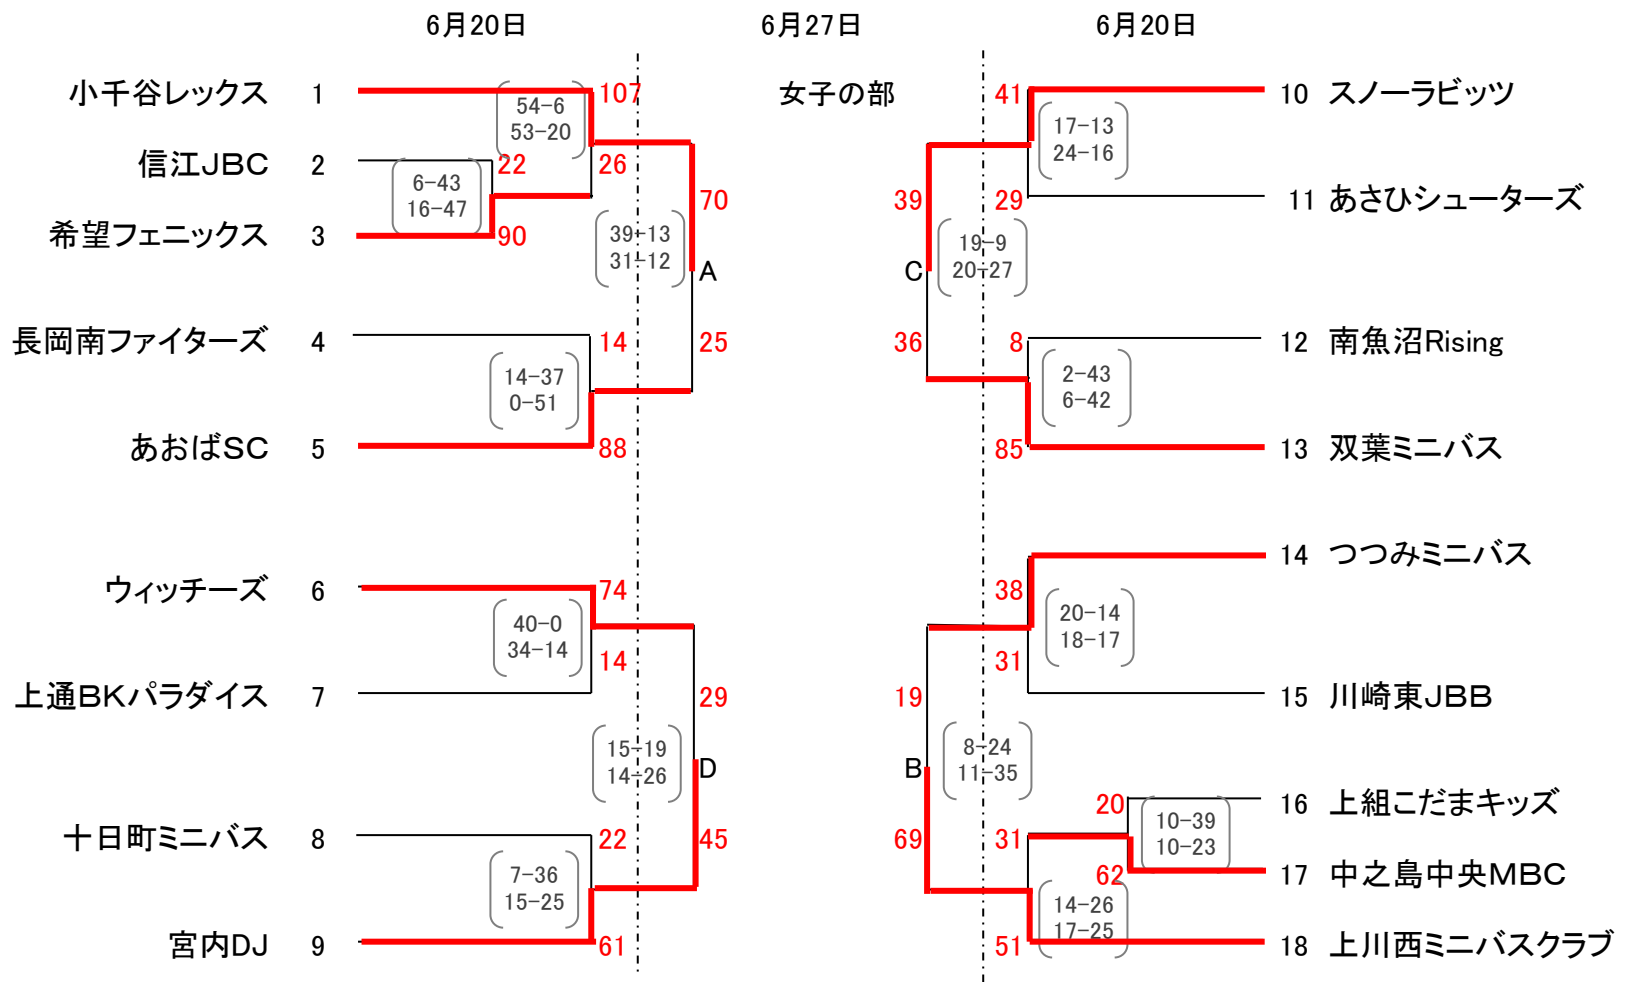 6月20日 6月27日 6月20日
女子の部
小千谷レックス 1 107
54-6
53-20
信江JBC 2 22 26
6-43
16-47
希望フェニックス 3 90
70
39-13
31-12
A
長岡南ファイターズ 4 14 25
14-37
0-51
あおばSC 5 88
ウィッチーズ 6 74
40-0
34-14
14
上通BKパラダイス 7
29
15-19
14-26
D
十日町ミニバス 8 22 45
7-36
15-25
宮内DJ 9 61
41 10 スノーラビッツ
17-13
24-16
39 29 11 あさひシューターズ
19-9
20-27
C
36 8 12 南魚沼Rising
2-43
6-42
85 13 双葉ミニバス
14 つつみミニバス
38
20-14
18-17
31
19 15 川崎東JBB
8-24
11-35
B
20 16 上組こだまキッズ
10-39
10-23
69 31
62 17 中之島中央MBC
14-26
17-25
51 18 上川西ミニバスクラブ